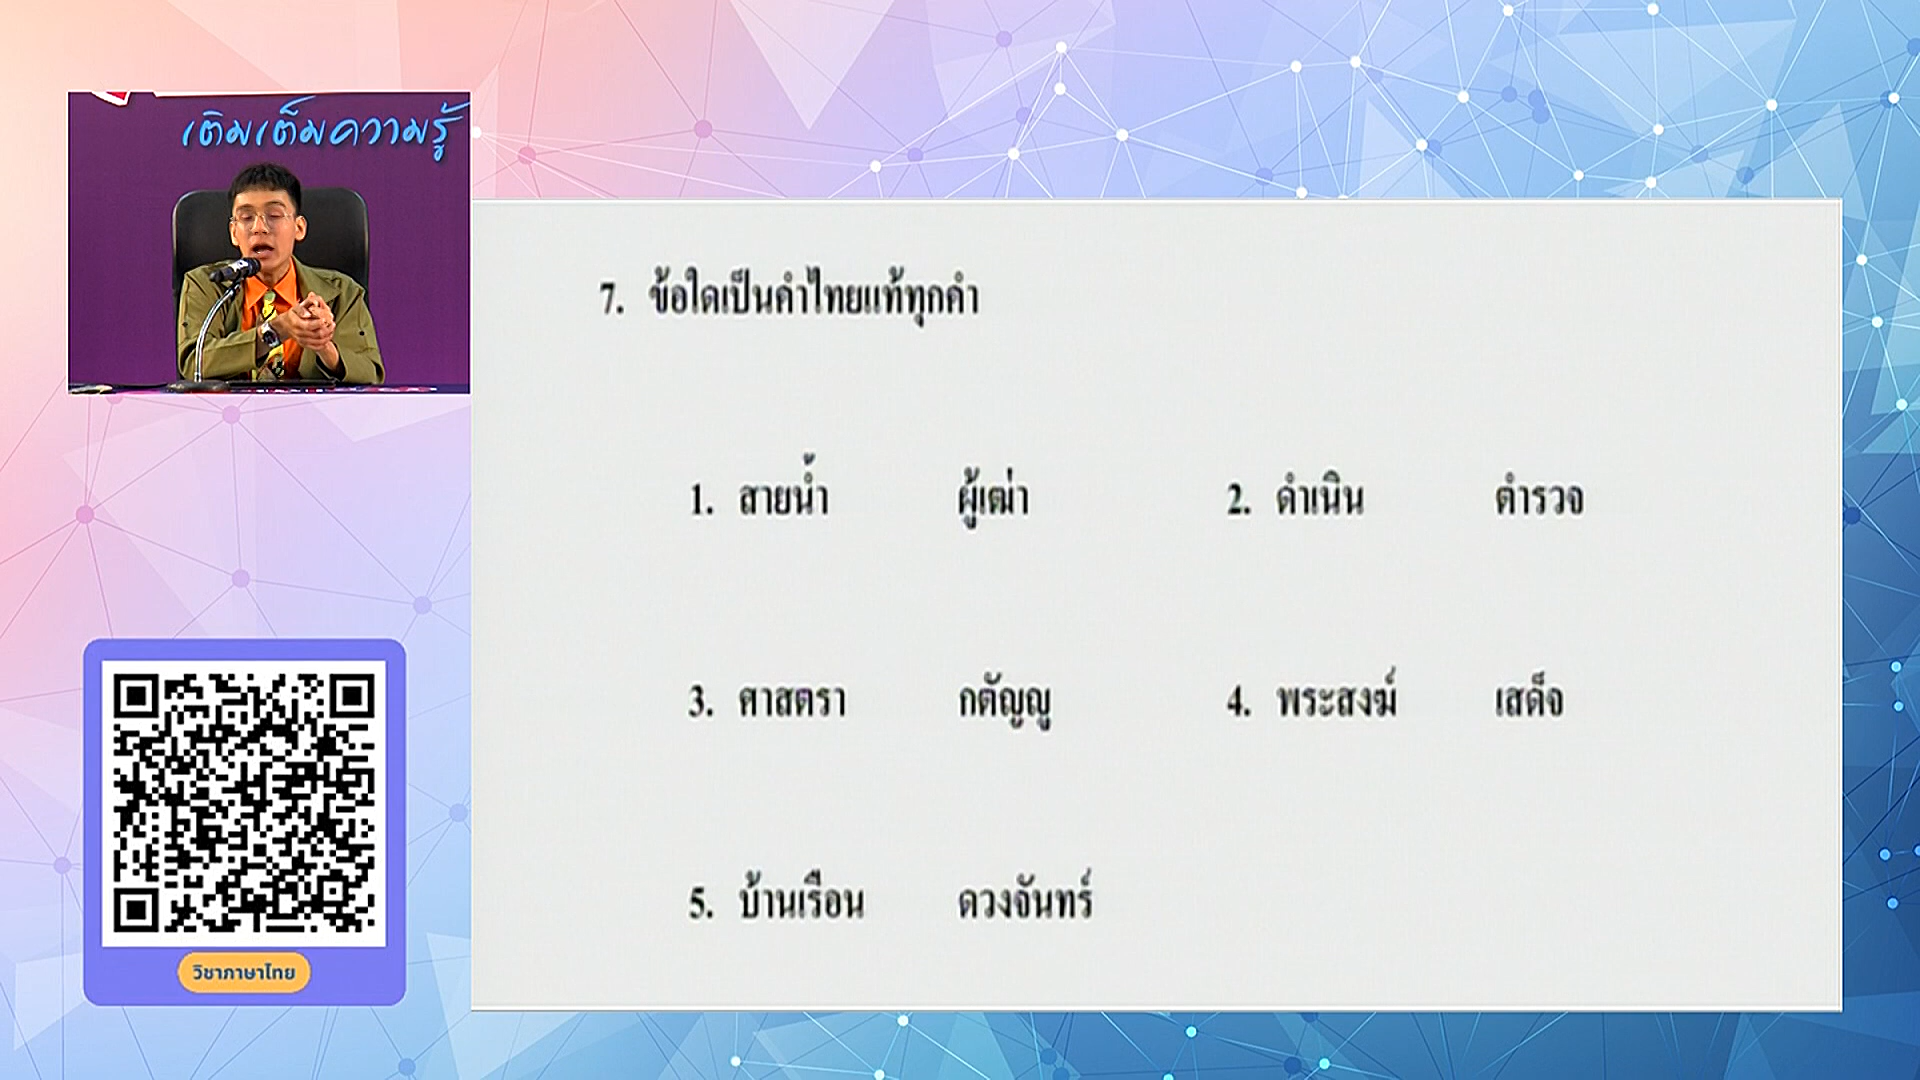 เติมเต็มความรู้
7. ข้อใดเป็นคำไทยแท้ทุกคำ
1. สายน้ำ ผู้เฒ่า 2. ดำเนิน ตำรวจ
3. ศาสตรา กตัญญู 4. พระสงฆ์ เสด็จ
5. บ้านเรือน ดวงจันทร์
วิชาภาษาไทย